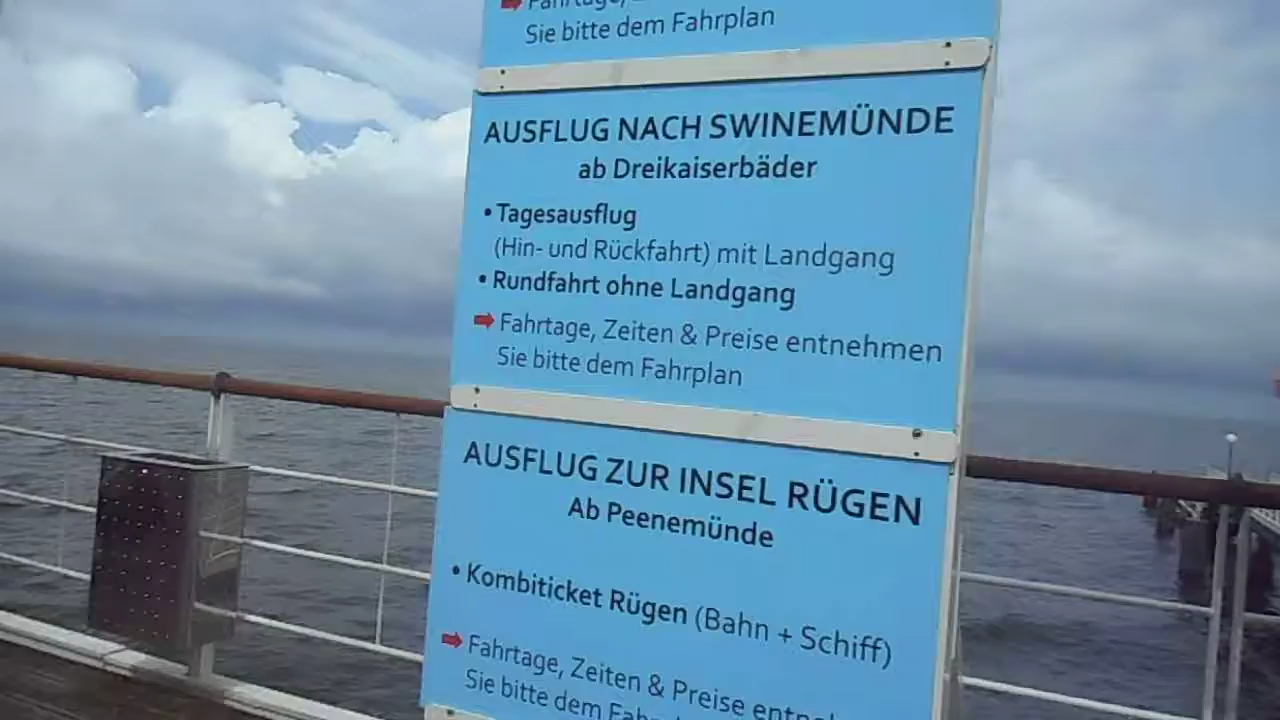 Sie bitte dem Fahrplan
AUSFLUG NACH SWINEMÜNDE
ab Dreikaiserbäder
• Tagesausflug
(Hin- und Rückfahrt) mit Landgang
• Rundfahrt ohne Landgang
Fahrtage, Zeiten & Preise entnehmen
Sie bitte dem Fahrplan
AUSFLUG ZUR INSEL RÜGEN
Ab Peenemünde
• Kombiticket Rügen (Bahn + Schiff)
Fahrtage, Zeiten & Preise
Sie bitte dem